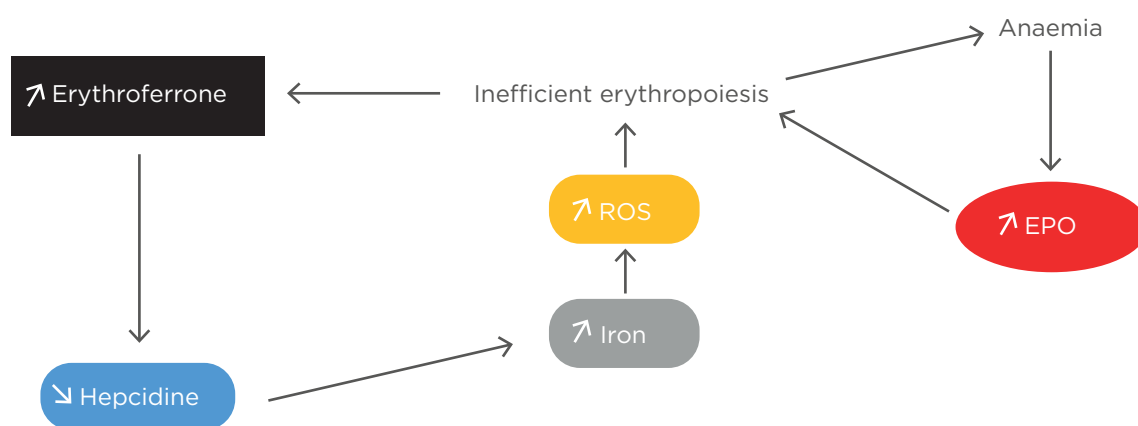 Anaemia
↗ Erythroferrone
Inefficient erythropoiesis
↗ ROS
↗ EPO
↗ Iron
↘ Hepcidine